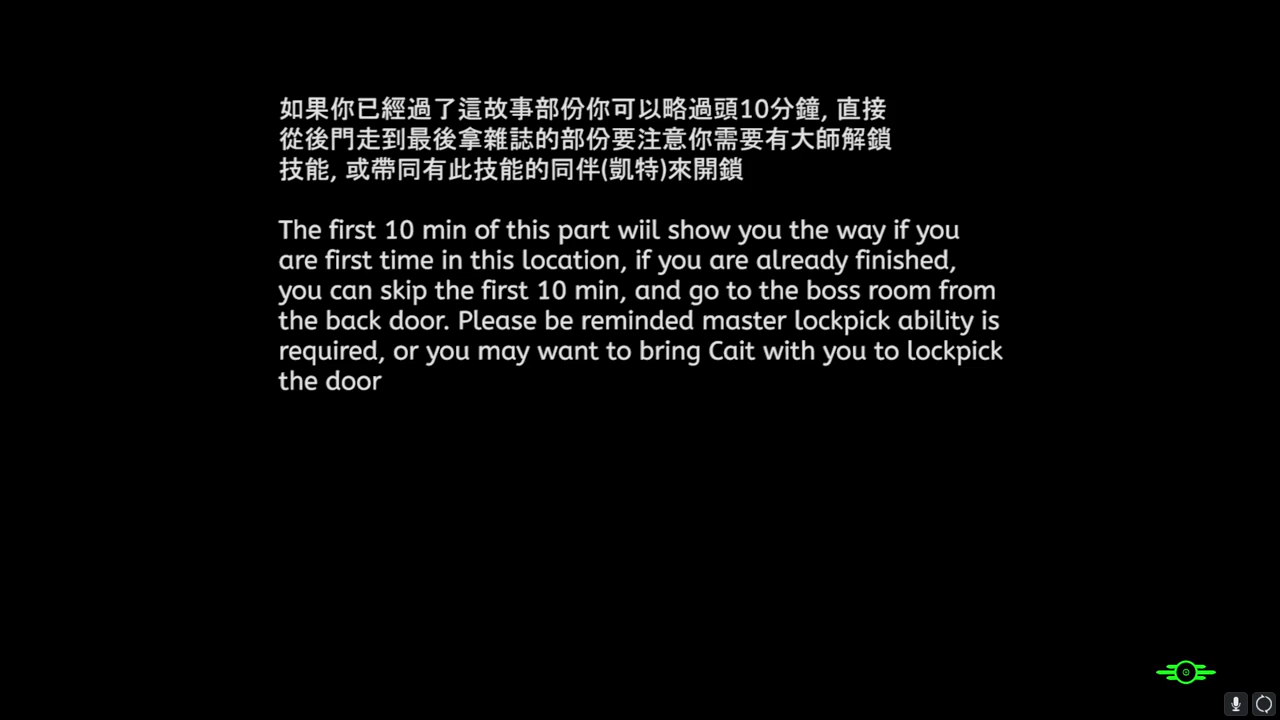 如果你已經過了這故事部份你可以略過頭10分鐘, 直接
從後門走到最後拿雜誌的部份要注意你需要有大師解鎖
技能, 或帶同有此技能的同伴(凱特)來開鎖
The first 10 min of this part wiil show you the way if you
are first time in this location, if you are already finished,
you can skip the first 10 min, and go to the boss room from
the back door. Please be reminded master lockpick ability is
required, or you may want to bring Cait with you to lockpick
the door